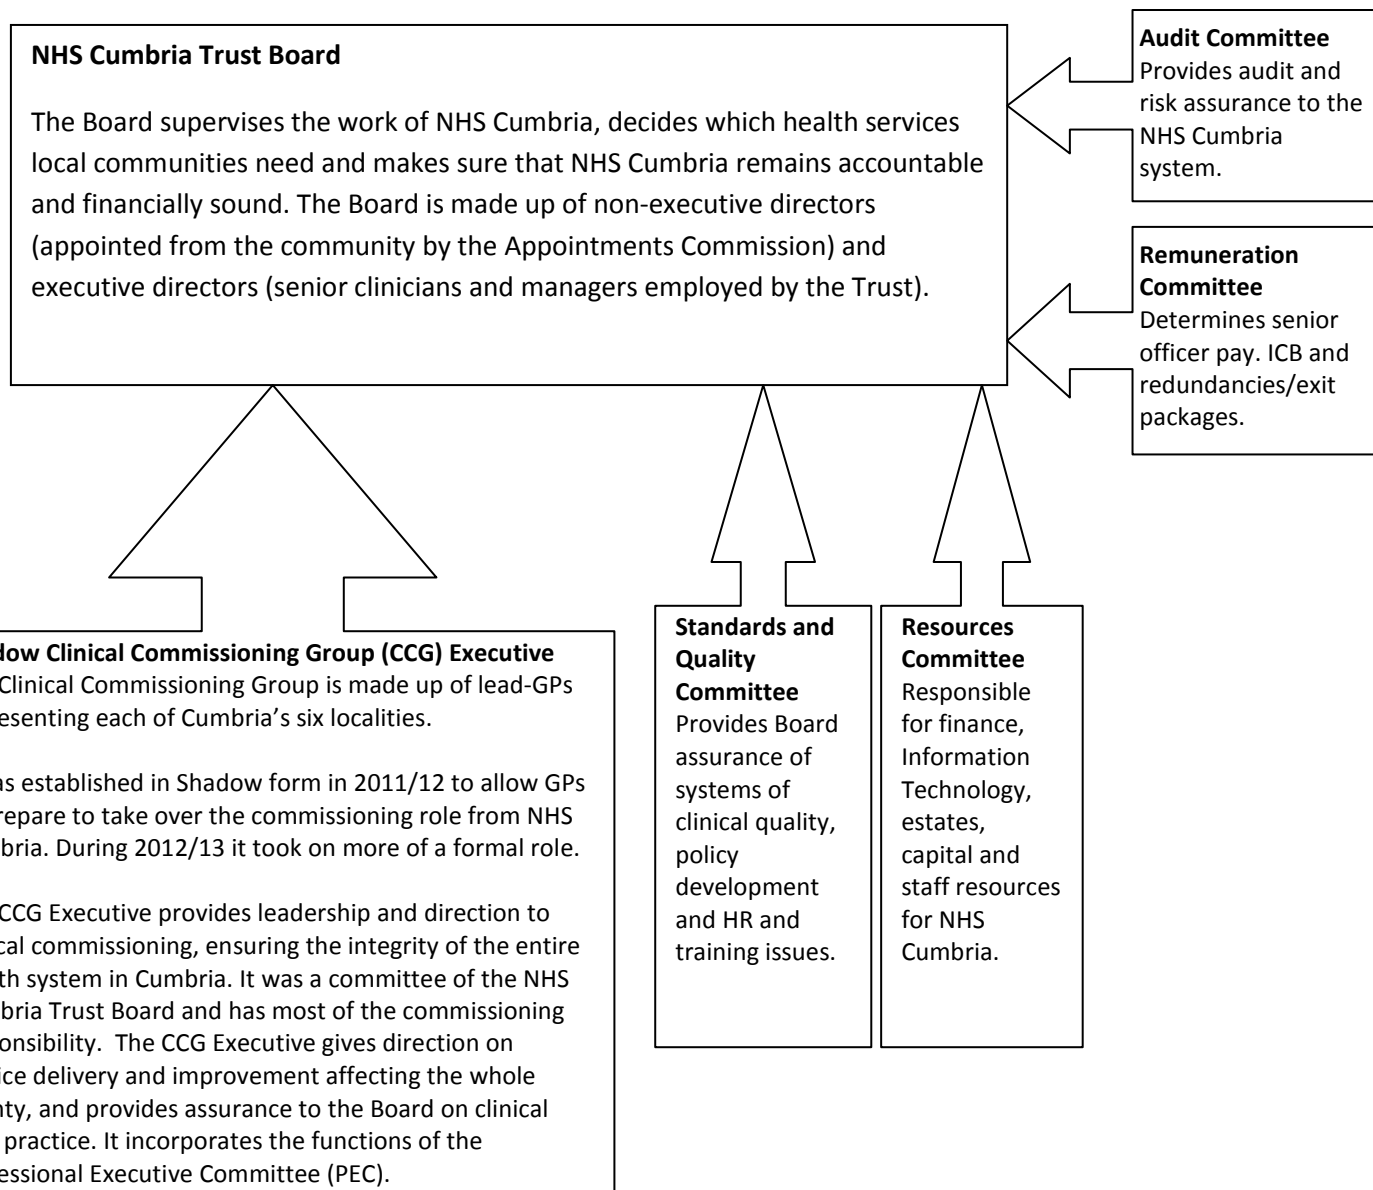 NHS Cumbria Trust Board
The Board supervises the work of NHS Cumbria, decides which health services
local communities need and makes sure that NHS Cumbria remains accountable
and financially sound. The Board is made up of non-executive directors
(appointed from the community by the Appointments Commission) and
executive directors (senior clinicians and managers employed by the Trust).
Audit Committee
Provides audit and
risk assurance to the
NHS Cumbria
system.
Remuneration
Committee
Determines senior
officer pay. ICB and
redundancies/exit
packages.
Clinical Commissioning Group (CCG) Executive
Clinical Commissioning Group is made up of lead-GPs
each of Cumbria’s six localities.
established in Shadow form in 2011/12 to allow GPs
to take over the commissioning role from NHS
During 2012/13 it took on more of a formal role.
CCG Executive provides leadership and direction to
commissioning, ensuring the integrity of the entire
system in Cumbria. It was a committee of the NHS
Trust Board and has most of the commissioning
The CCG Executive gives direction on
delivery and improvement affecting the whole
and provides assurance to the Board on clinical
practice. It incorporates the functions of the
Executive Committee (PEC).
Standards and
Quality
Committee
Provides Board
assurance of
systems of
clinical quality,
policy
development
and HR and
training issues.
Resources
Committee
Responsible
for finance,
Information
Technology,
estates,
capital and
staff resources
for NHS
Cumbria.